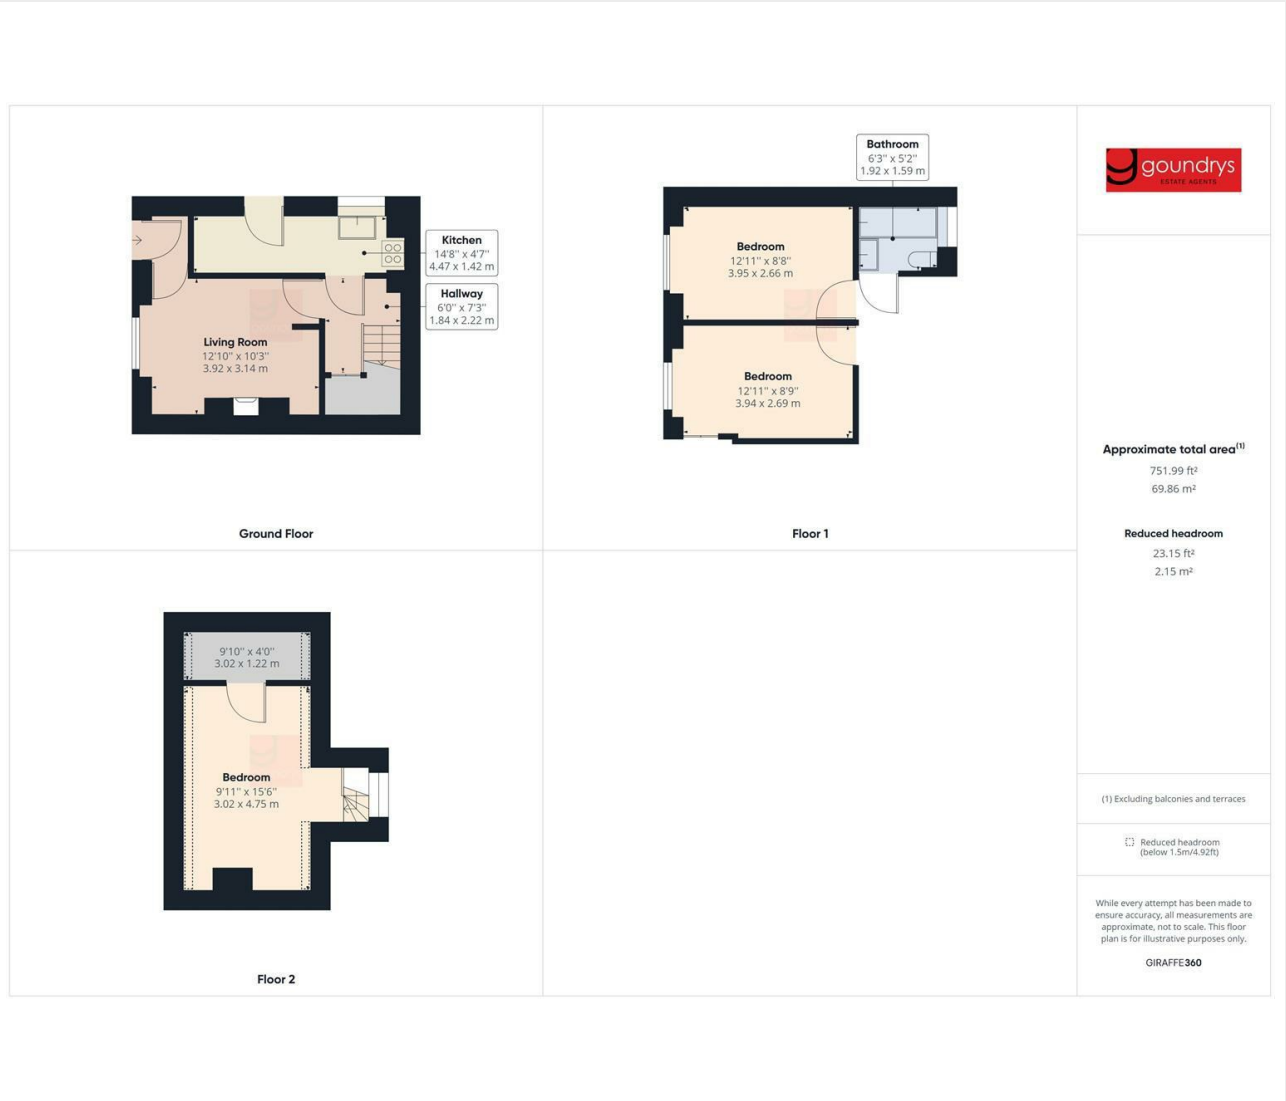 Kitchen
14'8'' x 4'7''
4.47 x 1.42 m
Hallway
6'0'' x 7'3''
1.84 x 2.22 m
Living Room
12'10'' x 10'3''
3.92 x 3.14 m
Ground Floor
Bathroom
6'3'' x 5'2''
1.92 x 1.59 m
Bedroom
12'11'' x 8'8''
3.95 x 2.66 m
Bedroom
12'11'' x 8'9''
3.94 x 2.69 m
Floor 1
9'10'' x 4'0''
3.02 x 1.22 m
Bedroom
9'11'' x 15'6''
3.02 x 4.75 m
Floor 2
goundrys
ESTATE AGENTS
Approximate total area(1)
751.99 ft²
69.86 m²
Reduced headroom
23.15 ft²
2.15 m²
(1) Excluding balconies and terraces
Reduced headroom
(below 1.5m/4.92ft)
While every attempt has been made to
ensure accuracy, all measurements are
approximate, not to scale. This floor
plan is for illustrative purposes only.
GIRAFFE360